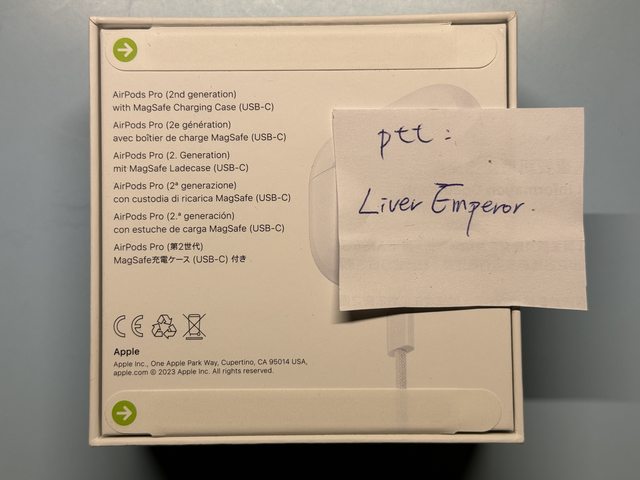 AirPods Pro (2nd generation)
with MagSafe Charging Case (USB-C)
AirPods Pro (2e génération)
avec boîtier de charge MagSafe (USB-C)
AirPods Pro (2. Generation)
mit MagSafe Ladecase (USB-C)
AirPods Pro (2ª generazione)
con custodia di ricarica MagSafe (USB-C)
AirPods Pro (2.ª generación)
con estuche de carga MagSafe (USB-C)
AirPods Pro (第2世代)
MagSafe充電ケース (USB-C) 付き
Apple
Apple Inc., One Apple Park Way, Cupertino, CA 95014 USA,
apple.com © 2023 Apple Inc. All rights reserved.
ptt:
Liver Emperor.